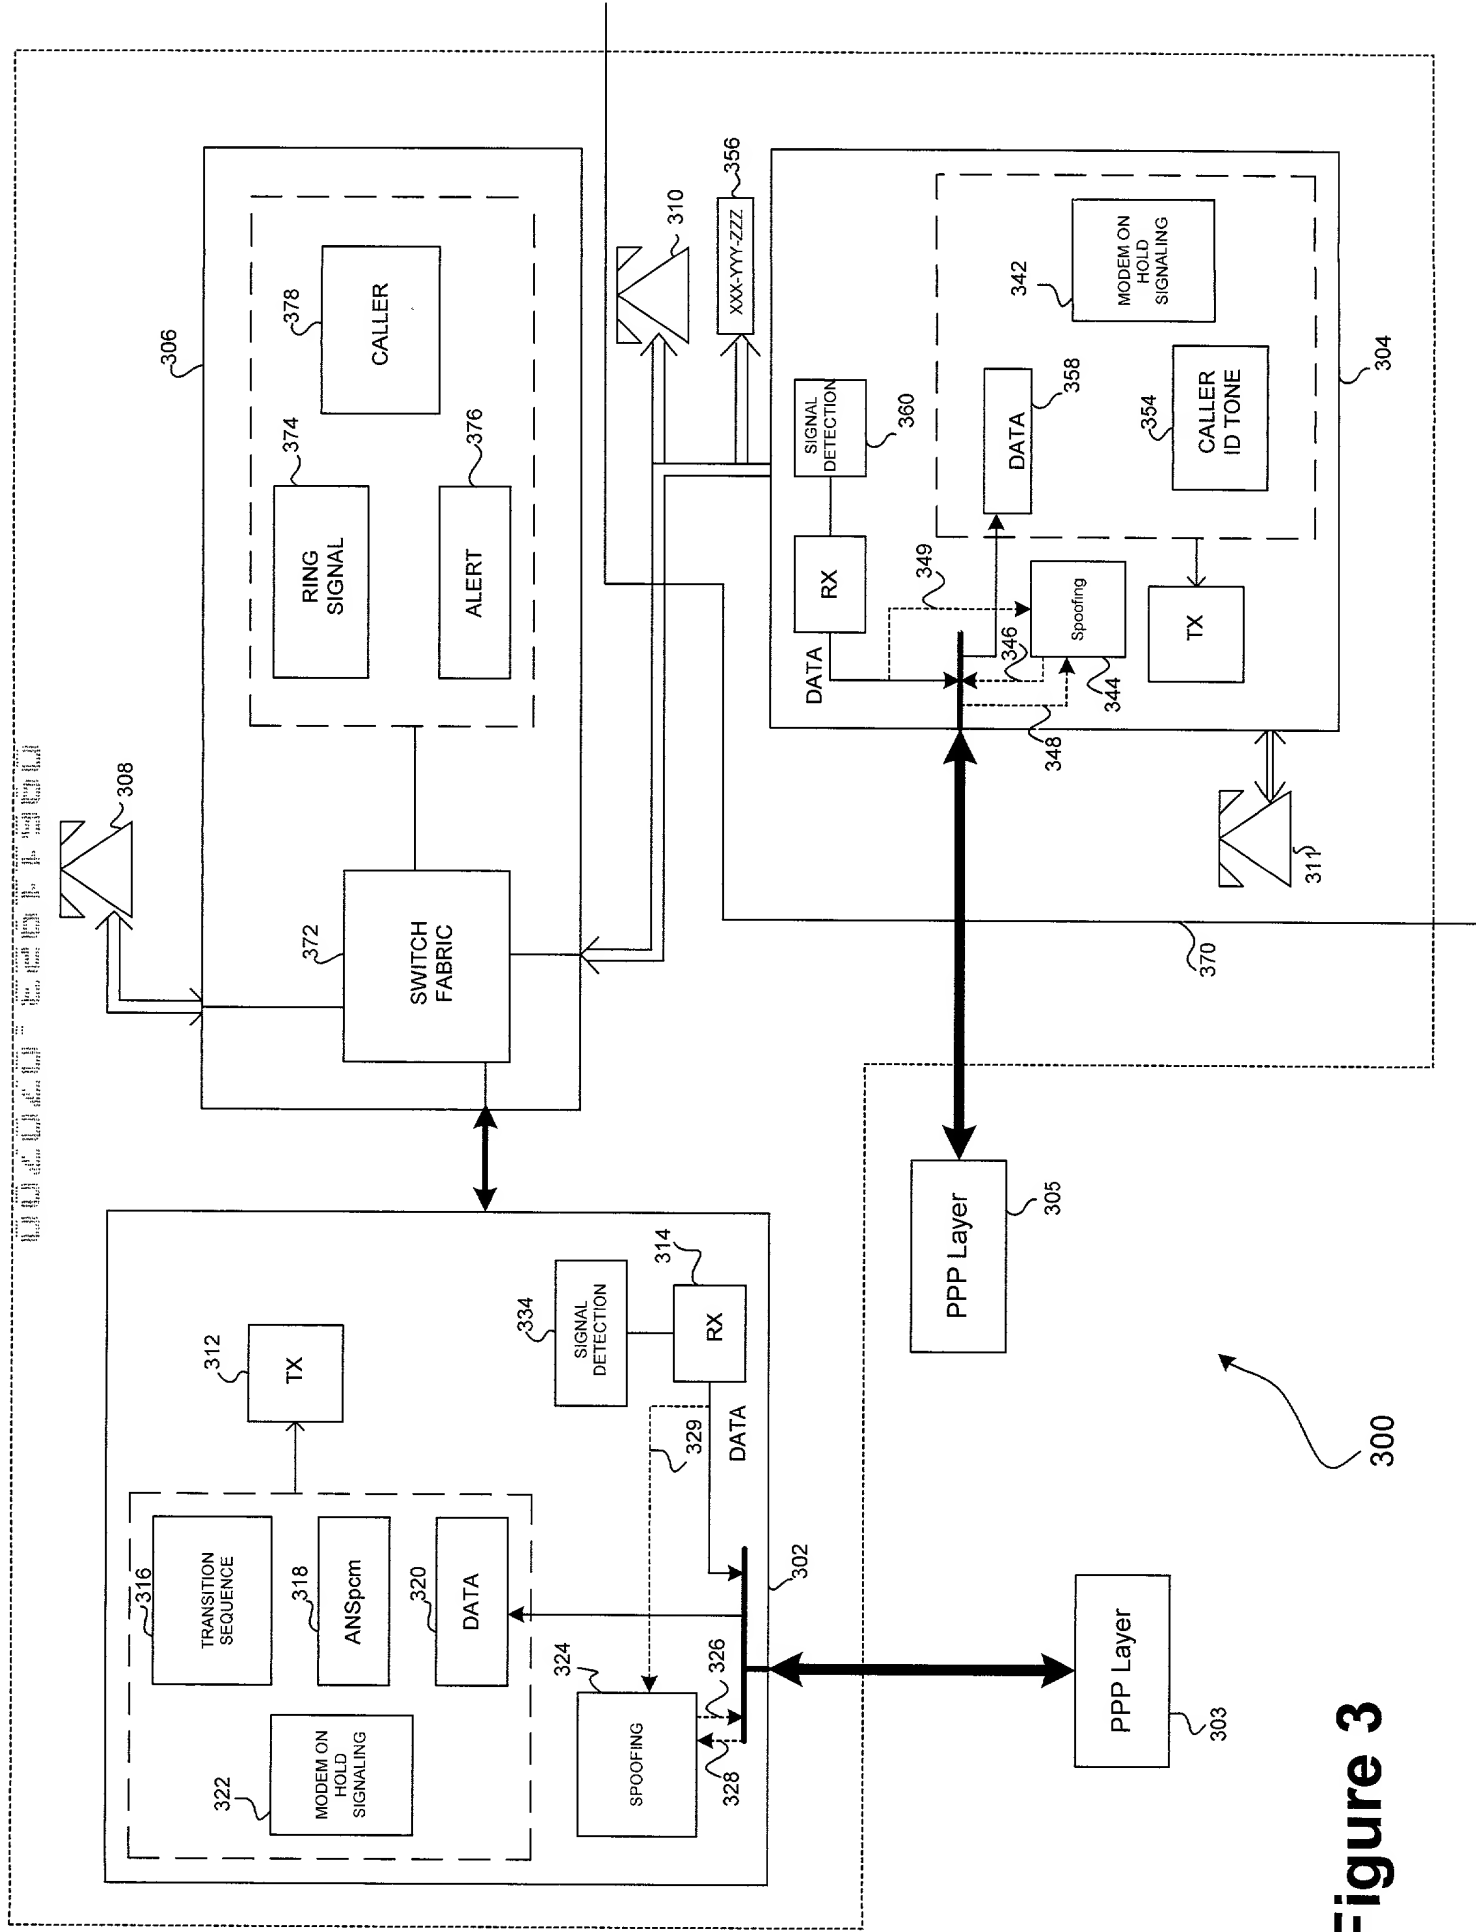 306
378
CALLER
374
RING
SIGNAL
376
ALERT
372
SWITCH
FABRIC
308
310
356
XXX-YYY-ZZZ
304
360
SIGNAL
DETECTION
RX
DATA
349
358
DATA
342
MODEM ON
HOLD
SIGNALING
354
CALLER
ID TONE
346
Spoofing
344
348
TX
311
370
312
TX
334
SIGNAL
DETECTION
314
RX
329
DATA
316
TRANSITION
SEQUENCE
318
ANSpcm
320
DATA
322
MODEM ON
HOLD
SIGNALING
324
SPOOFING
326
328
302
PPP Layer
305
PPP Layer
303
300
Figure 3